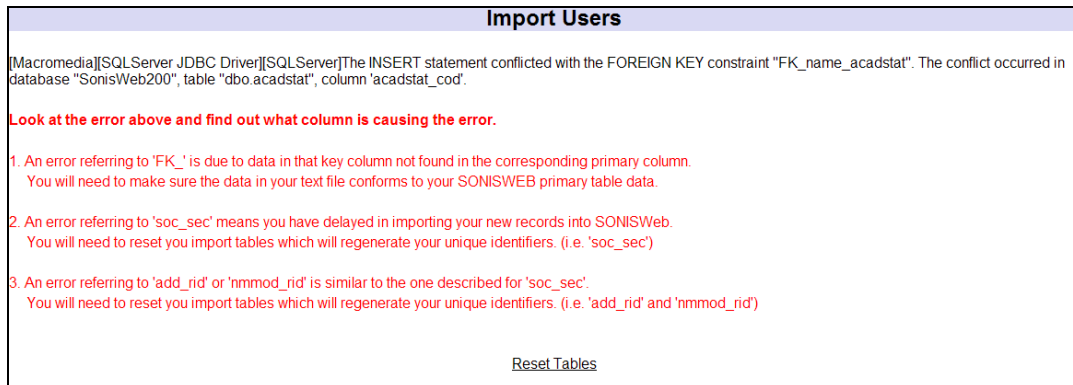 Import Users
[Macromedia][SQLServer JDBC Driver][SQLServer]The INSERT statement conflicted with the FOREIGN KEY constraint "FK_name_acadstat". The conflict occurred in
database "SonisWeb200", table "dbo.acadstat", column 'acadstat_cod'.
Look at the error above and find out what column is causing the error.
1. An error referring to 'FK_' is due to data in that key column not found in the corresponding primary column.
You will need to make sure the data in your text file conforms to your SONISWEB primary table data.
2. An error referring to 'soc_sec' means you have delayed in importing your new records into SONISWeb.
You will need to reset you import tables which will regenerate your unique identifiers. (i.e. 'soc_sec')
3. An error referring to 'add_rid' or 'nmmod_rid' is similar to the one described for 'soc_sec'.
You will need to reset you import tables which will regenerate your unique identifiers. (i.e. 'add_rid' and 'nmmod_rid')
Reset Tables